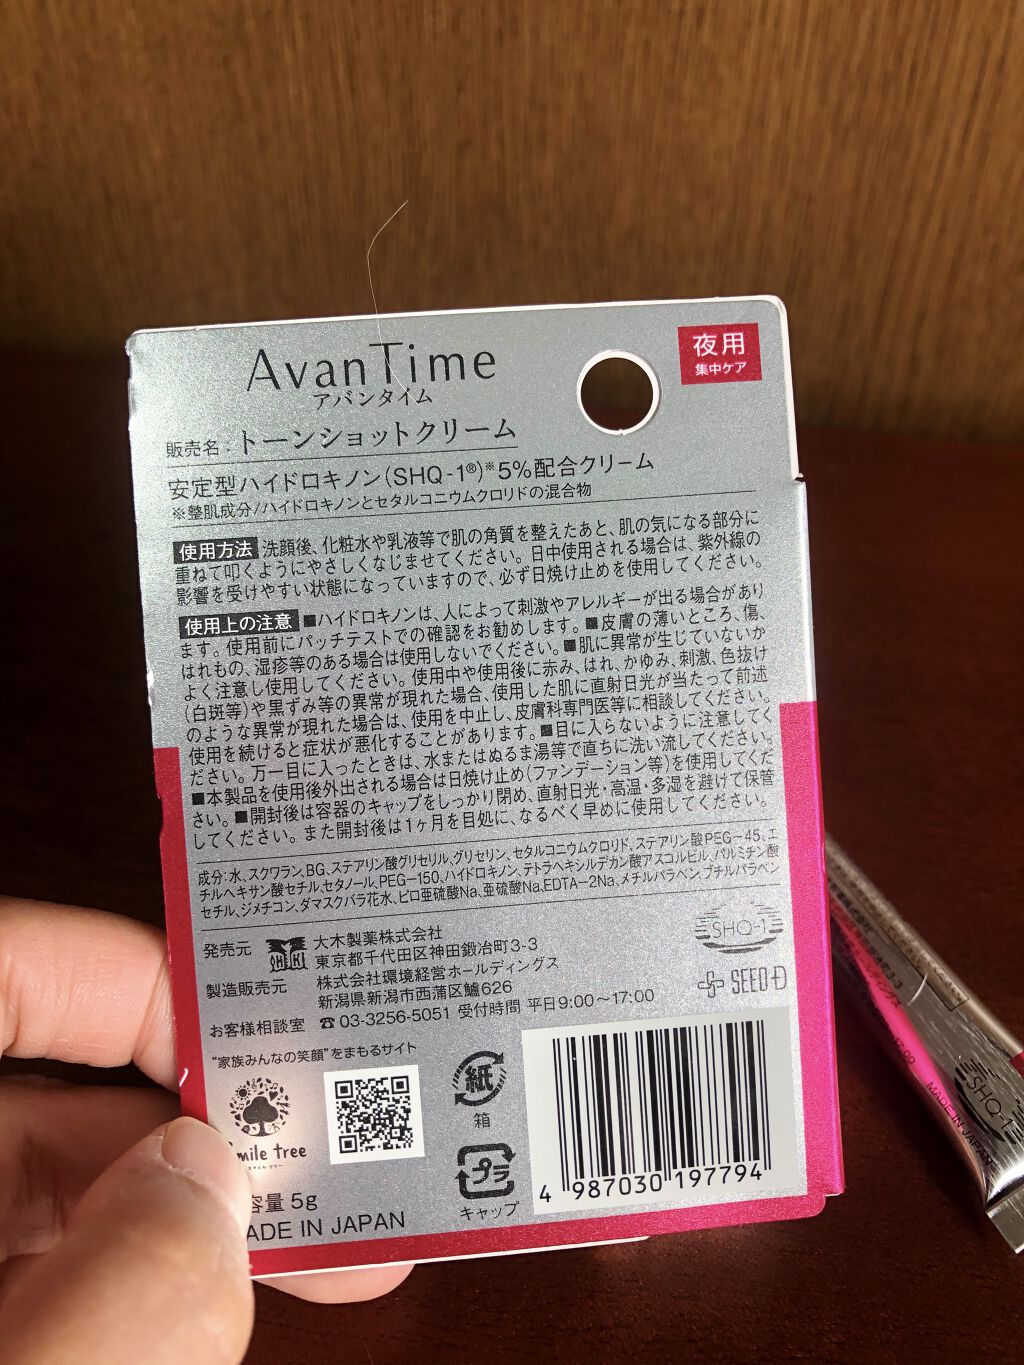 AvanTime
アバンタイム
夜用
集中ケア
販売名：トーンショットクリーム
安定型ハイドロキノン(SHQ-1®)※5%配合クリーム
※整肌成分/ハイドロキノンとセタルコニウムクロリドの混合物
使用方法 洗顔後、化粧水や乳液等で肌の角質を整えたあと、肌の気になる部分に
重ねて叩くようにやさしくなじませてください。日中使用される場合は、紫外線の
影響を受けやすい状態になっていますので、必ず日焼け止めを使用してください。
使用上の注意 ■ハイドロキノンは、人によって刺激やアレルギーが出る場合があり
ます。使用前にパッチテストでの確認をお勧めします。■皮膚の薄いところ、傷、
はれもの、湿疹等のある場合は使用しないでください。■肌に異常が生じていないか
よく注意し使用してください。使用中や使用後に赤み、はれ、かゆみ、刺激、色抜け
(白斑等)や黒ずみ等の異常が現れた場合、使用した肌に直射日光が当たって前述
のような異常が現れた場合は、使用を中止し、皮膚科専門医等に相談してください。
使用を続けると症状が悪化することがあります。■目に入らないように注意してく
ださい。万一目に入ったときは、水またはぬるま湯等で直ちに洗い流してください。
■本製品を使用後外出される場合は日焼け止め(ファンデーション等)を使用してくだ
さい。■開封後は容器のキャップをしっかり閉め、直射日光・高温・多湿を避けて保管
してください。また開封後は1ヶ月を目処に、なるべく早めに使用してください。
成分：水、スクワラン、BG、ステアリン酸グリセリル、グリセリン、セタルコニウムクロリド、ステアリン酸PEG-45、エ
チルヘキサン酸セチル、セタノール、PEG-150、ハイドロキノン、テトラヘキシルデカン酸アスコルビル、パルミチン酸
セチル、ジメチコン、ダマスクバラ花水、ピロ亜硫酸Na、亜硫酸Na、EDTA-2Na、メチルパラベン、ブチルパラベン
発売元 大木製薬株式会社
東京都千代田区神田鍛冶町3-3
製造販売元 株式会社環境経営ホールディングス
新潟県新潟市西蒲区鱸626
SHQ-1
SEED
お客様相談室 ☎03-3256-5051 受付時間 平日9:00～17:00
"家族みんなの笑顔"をまもるサイト
mile tree
スマイル ツリー
紙
箱
プラ
キャップ
4 987030 197794
容量 5g
ADE IN JAPAN
17:00
SHQ-1
MADE IN JAPAN